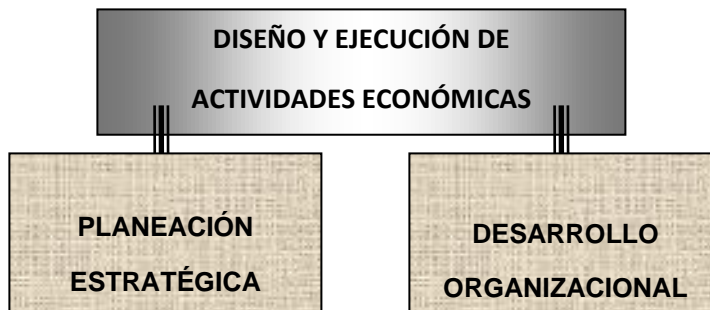 DISEÑO Y EJECUCIÓN DE
ACTIVIDADES ECONÓMICAS
PLANEACIÓN
ESTRATÉGICA
DESARROLLO
ORGANIZACIONAL